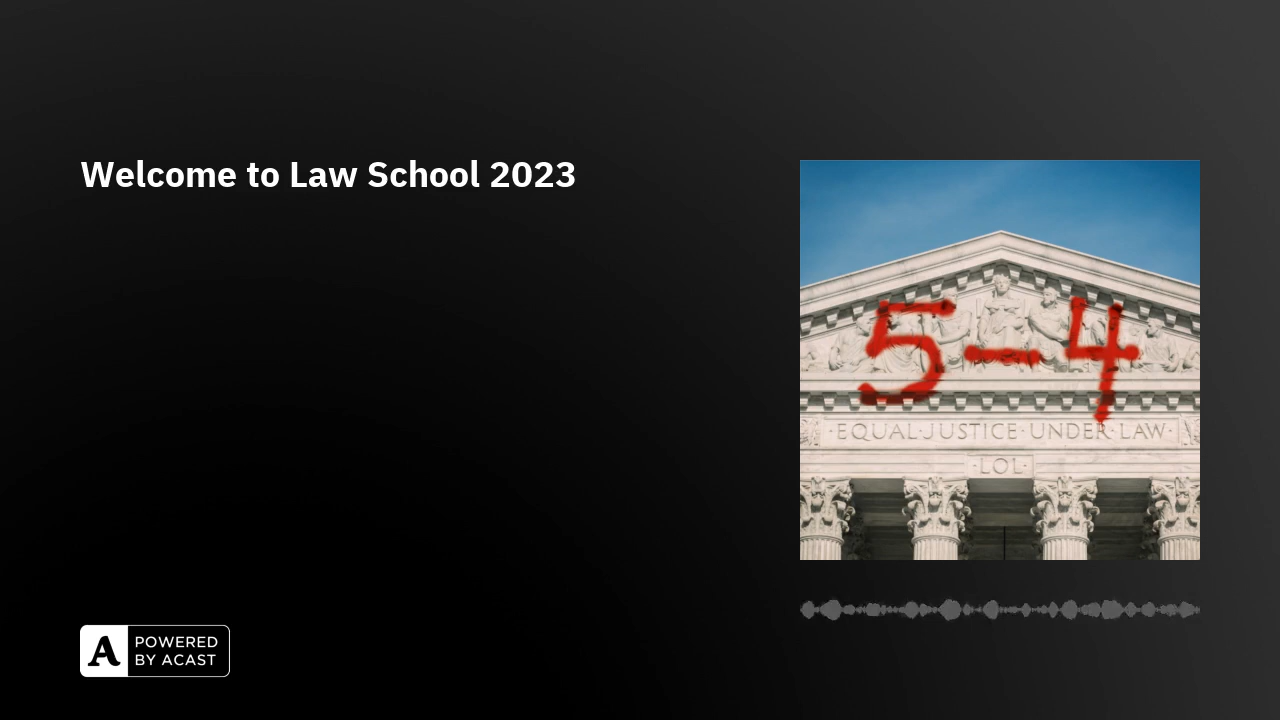 Welcome to Law School 2023
5-4
·EQUAL·JUSTICE·UNDER·LAW·
·LOL·
A
POWERED
BY ACAST